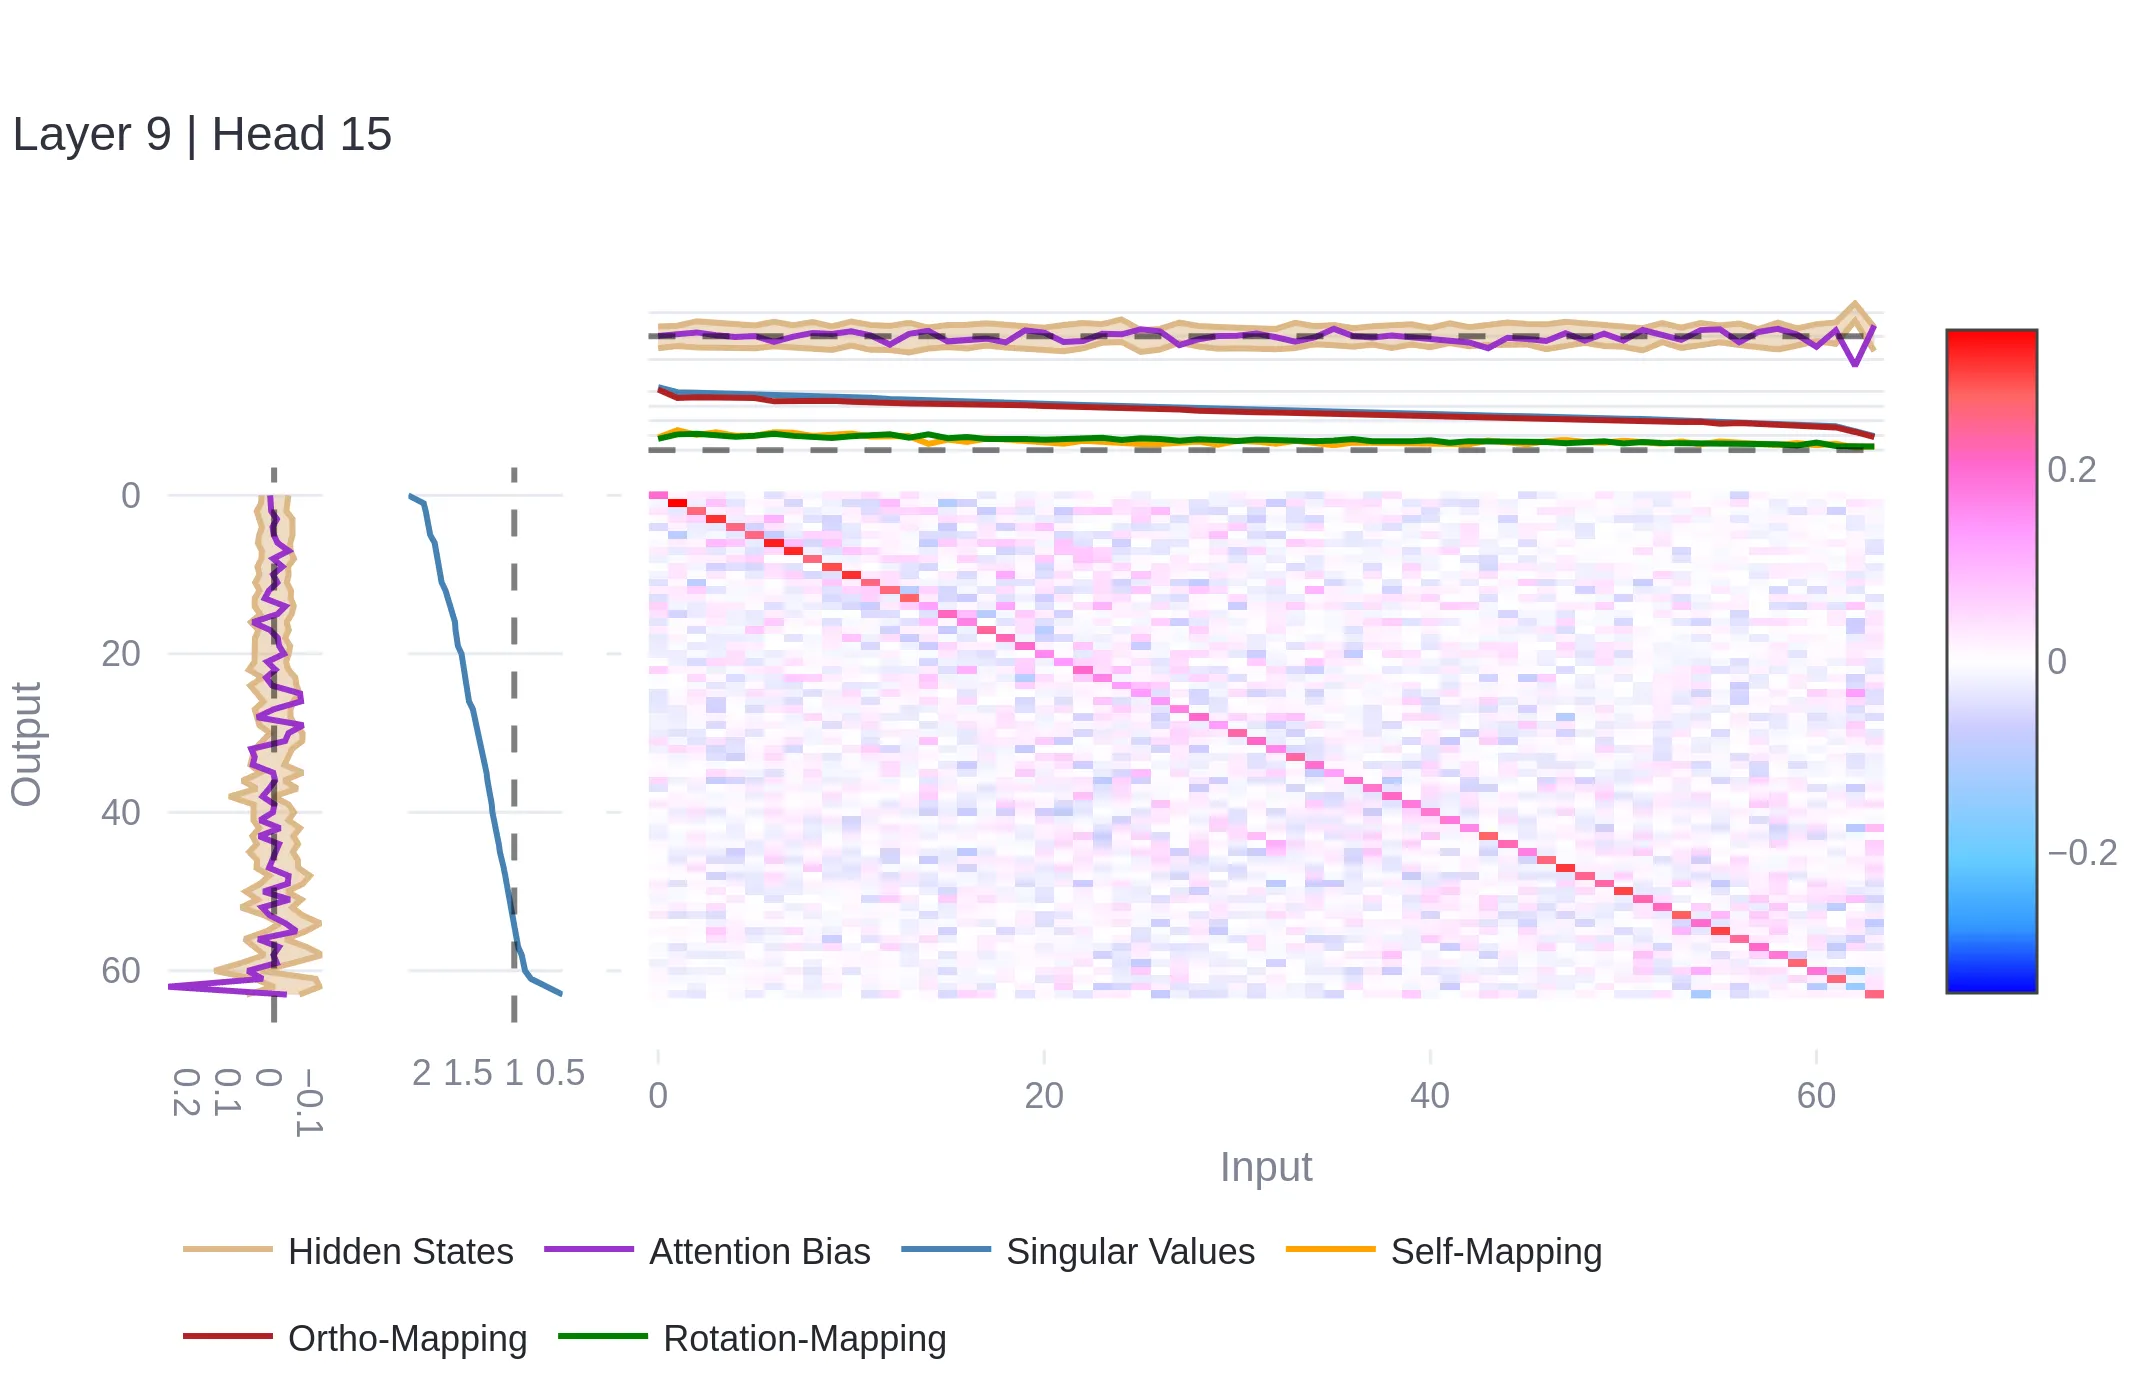 Layer 9 | Head 15
0
20
40
60
Output
0.2
0.1
0
−0.1
2 1.5 1 0.5
0
20
40
60
Input
0.2
0
−0.2
Hidden States
Attention Bias
Singular Values
Self-Mapping
Ortho-Mapping
Rotation-Mapping